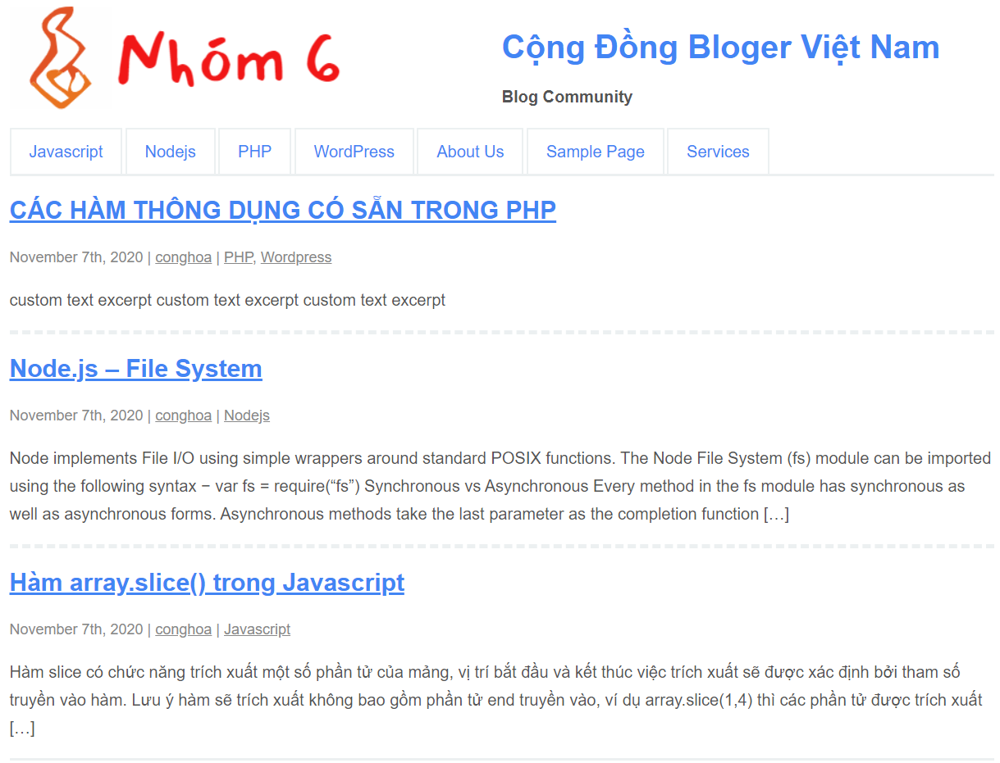 Nhóm 6
Cộng Đồng Bloger Việt Nam
Blog Community
Javascript Nodejs PHP WordPress About Us Sample Page Services
CÁC HÀM THÔNG DỤNG CÓ SẴN TRONG PHP
November 7th, 2020 | conghoa | PHP, Wordpress
custom text excerpt custom text excerpt custom text excerpt
Node.js – File System
November 7th, 2020 | conghoa | Nodejs
Node implements File I/O using simple wrappers around standard POSIX functions. The Node File System (fs) module can be imported
using the following syntax − var fs = require(“fs”) Synchronous vs Asynchronous Every method in the fs module has synchronous as
well as asynchronous forms. Asynchronous methods take the last parameter as the completion function […]
Hàm array.slice() trong Javascript
November 7th, 2020 | conghoa | Javascript
Hàm slice có chức năng trích xuất một số phần tử của mảng, vị trí bắt đầu và kết thúc việc trích xuất sẽ được xác định bởi tham số
truyền vào hàm. Lưu ý hàm sẽ trích xuất không bao gồm phần tử end truyền vào, ví dụ array.slice(1,4) thì các phần tử được trích xuất
[…]